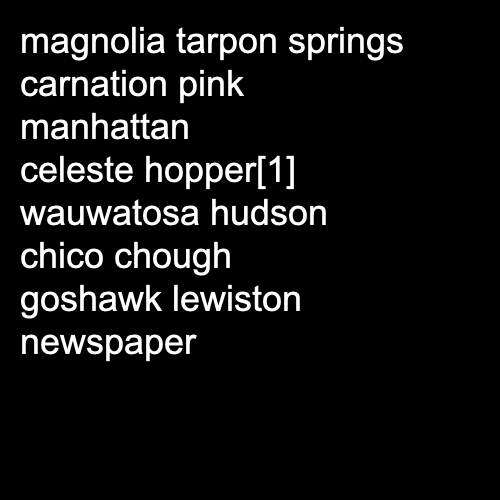 magnolia tarpon springs
carnation pink
manhattan
celeste hopper[1]
wauwatosa hudson
chico chough
goshawk lewiston
newspaper